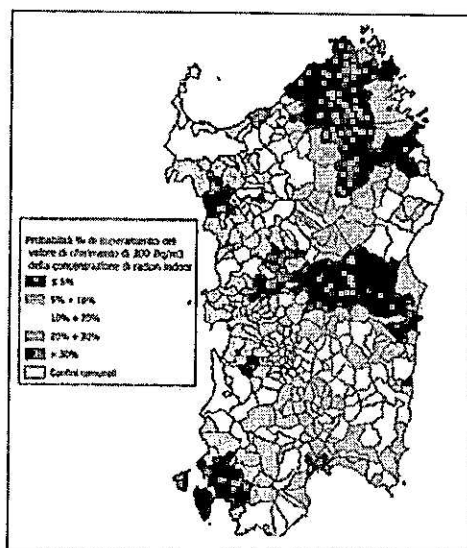 Probabilità % di superamento del
valore di riferimento di 300 Bq/m3
della concentrazione di radon indoor
≤ 5%
5% ÷ 10%
10% ÷ 20%
20% ÷ 30%
> 30%
Confini comunali